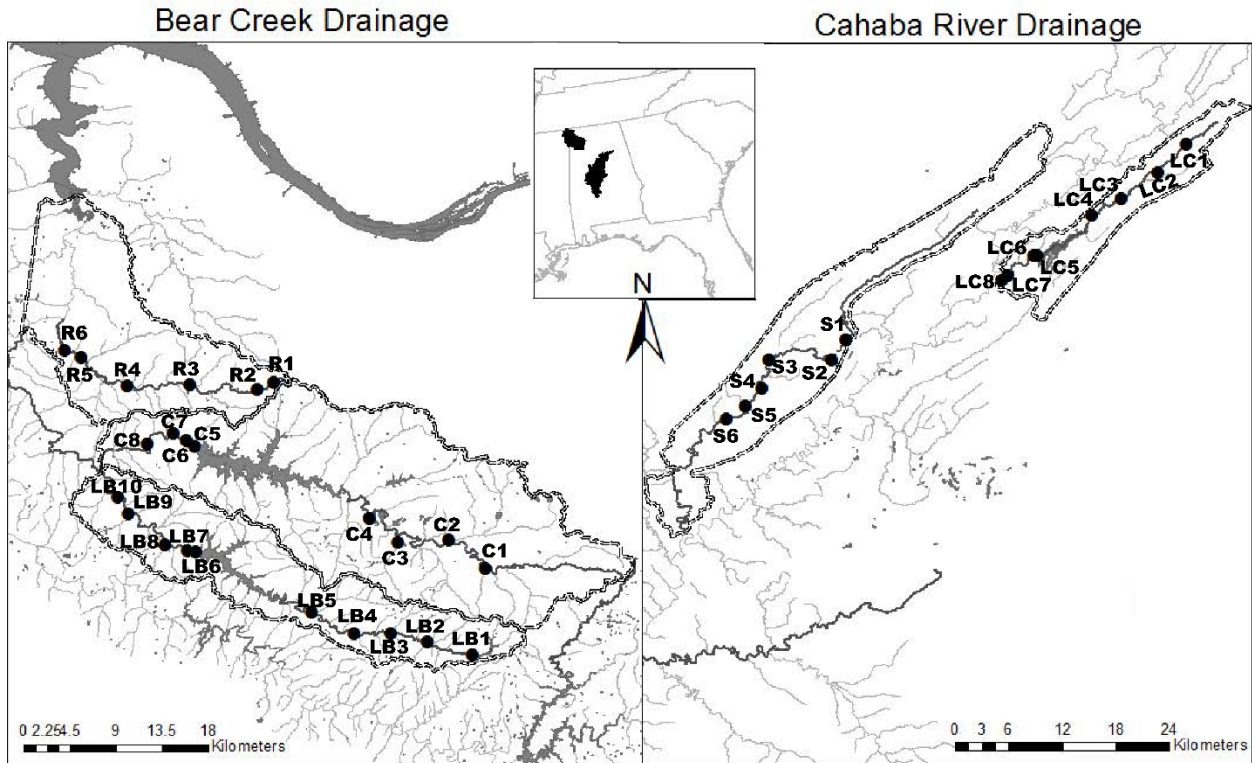 Bear Creek Drainage
Cahaba River Drainage
N
R6
R5
R4
R3
R2
R1
C8
C7
C6
C5
C4
C3
C2
C1
LB10
LB9
LB8
LB7
LB6
LB5
LB4
LB3
LB2
LB1
LC1
LC2
LC3
LC4
LC6
LC5
LC8
LC7
S1
S2
S3
S4
S5
S6
0 2.25 4.5 9 13.5 18
Kilometers
0 3 6 12 18 24
Kilometers